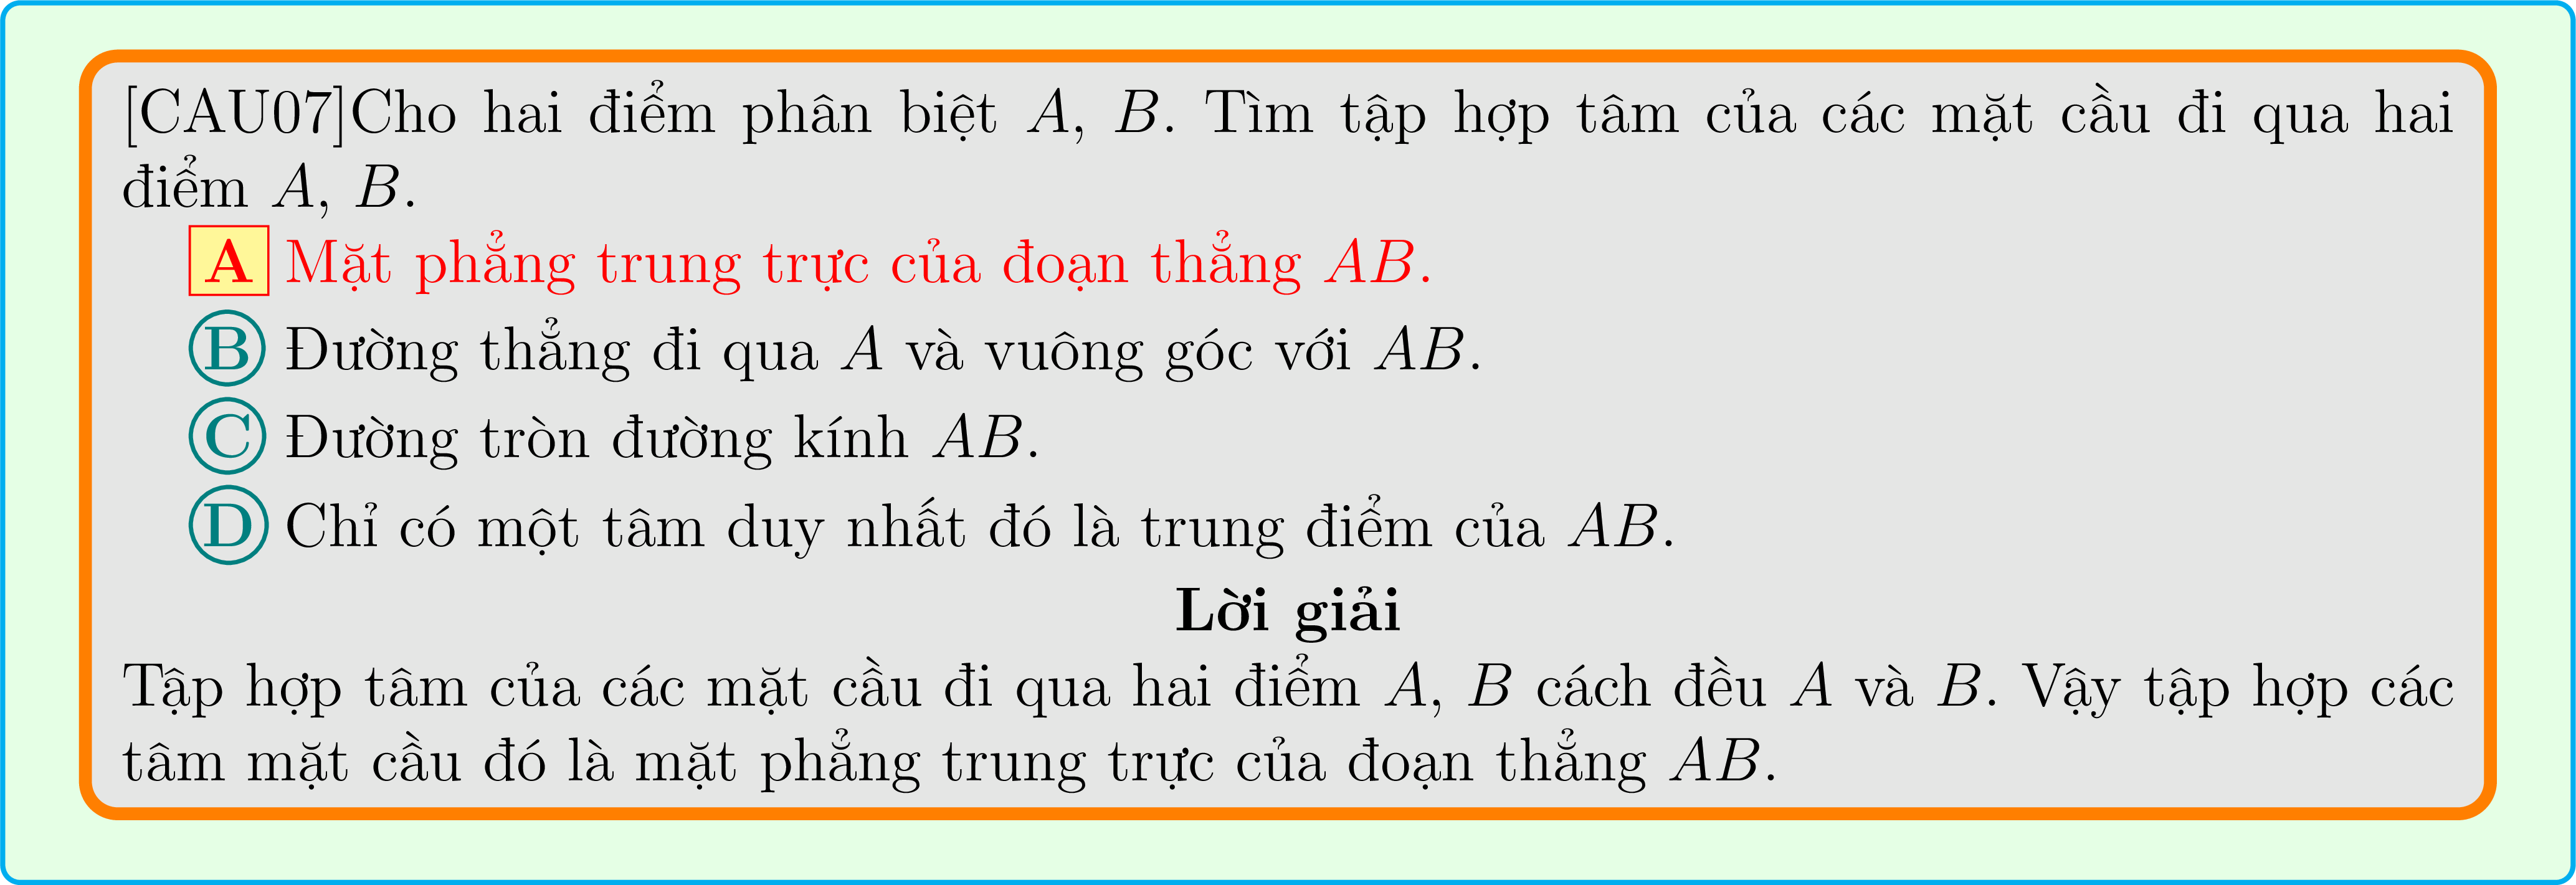 [CAU07]Cho hai điểm phân biệt A, B. Tìm tập hợp tâm của các mặt cầu đi qua hai
điểm A, B.
A Mặt phẳng trung trực của đoạn thẳng AB.
B Đường thẳng đi qua A và vuông góc với AB.
C Đường tròn đường kính AB.
D Chỉ có một tâm duy nhất đó là trung điểm của AB.
Lời giải
Tập hợp tâm của các mặt cầu đi qua hai điểm A, B cách đều A và B. Vậy tập hợp các
tâm mặt cầu đó là mặt phẳng trung trực của đoạn thẳng AB.